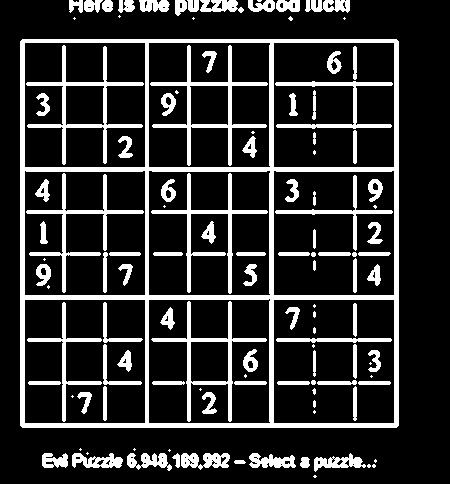 Here is the puzzle. Good luck!
7 6
3 9 1
2 4
4 6 3 9
1 4 2
9 7 5 4
4 7
4 6 3
7 2
Evil Puzzle 6,948,189,992 -- Select a puzzle...